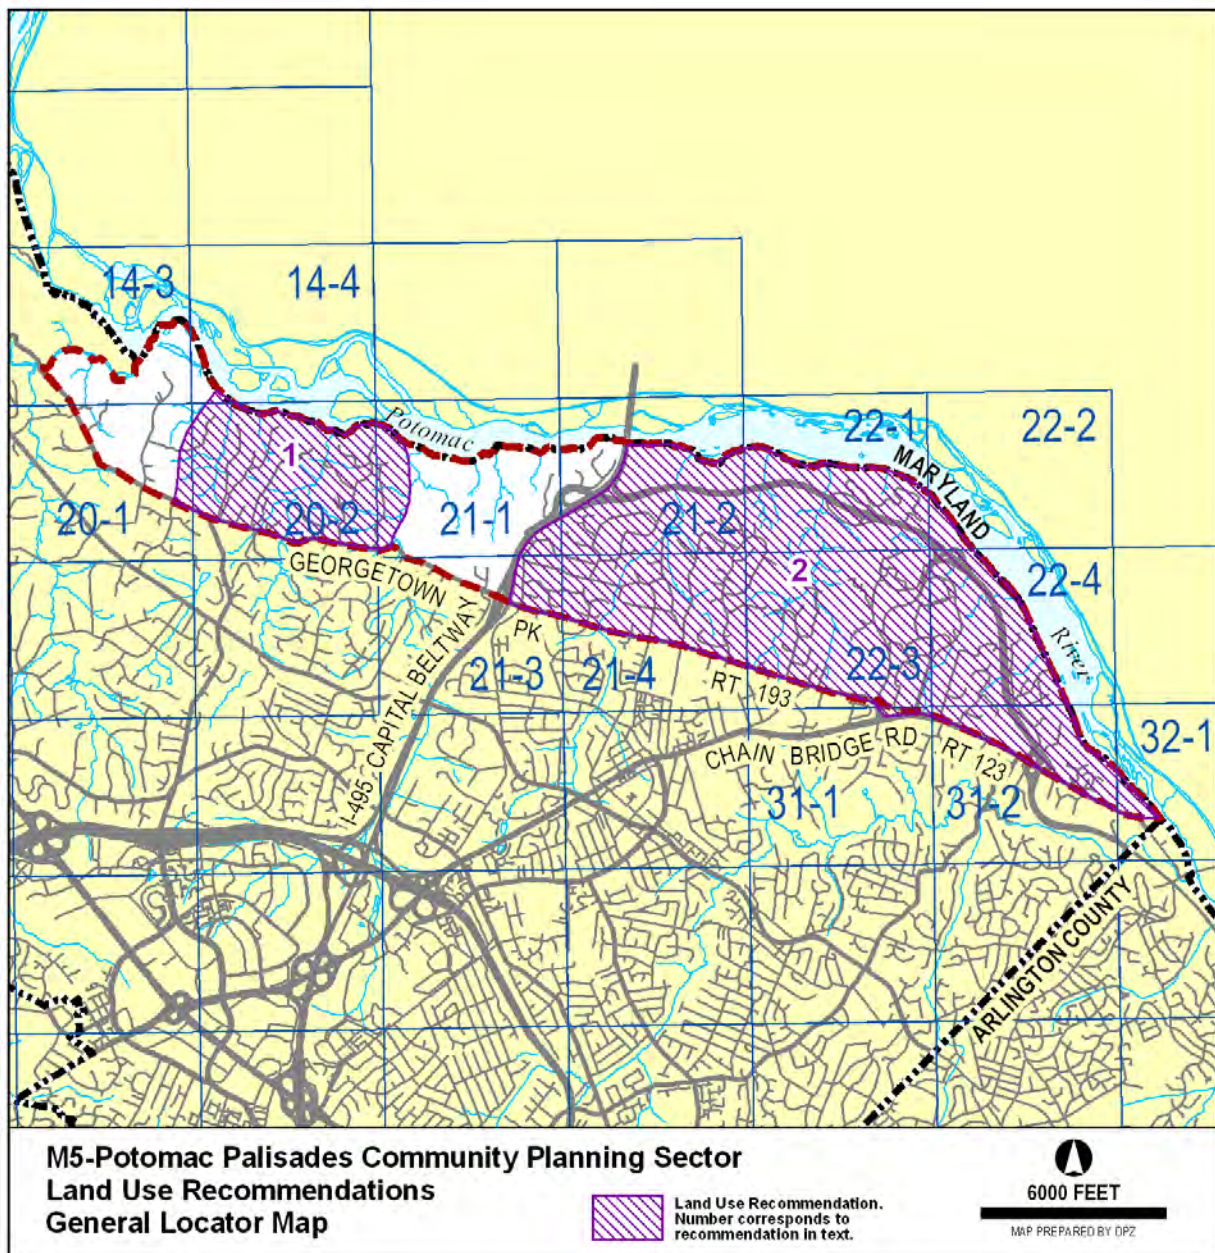 14-3
14-4
Potomac
22-1
22-2
MARYLAND
1
20-1
20-2
21-1
21-2
GEORGETOWN
PK
2
22-4
River
I-495 CAPITAL BELTWAY
21-3
21-4
22-3
RT 193
CHAIN BRIDGE RD RT 123
32-1
31-1
31-2
ARLINGTON COUNTY
M5-Potomac Palisades Community Planning Sector
Land Use Recommendations
General Locator Map
Land Use Recommendation.
Number corresponds to
recommendation in text.
6000 FEET
MAP PREPARED BY DPZ